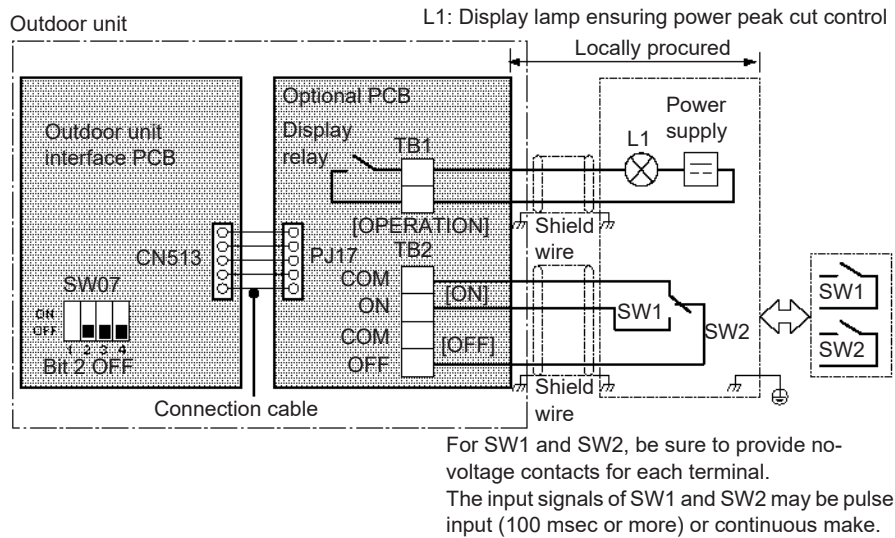 Outdoor unit
L1: Display lamp ensuring power peak cut control
Locally procured
Outdoor unit
interface PCB
Optional PCB
Display
relay
TB1
L1
Power
supply
[OPERATION]
Shield
wire
CN513
PJ17
TB2
COM
ON
COM
OFF
[ON]
[OFF]
SW1
SW2
SW1
SW2
SW07
ON
OFF
1 2 3 4
Bit 2 OFF
Shield
wire
Connection cable
For SW1 and SW2, be sure to provide no-
voltage contacts for each terminal.
The input signals of SW1 and SW2 may be pulse
input (100 msec or more) or continuous make.